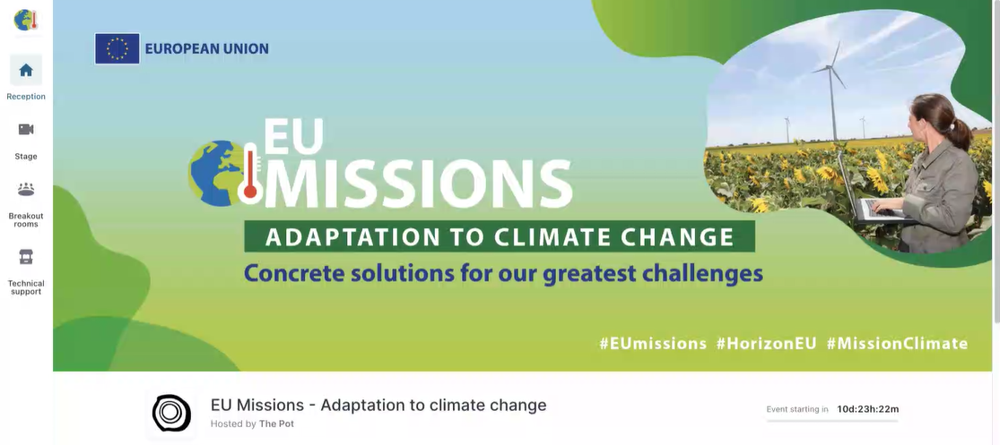 Reception
Stage
Breakout
rooms
Technical
support
EUROPEAN UNION
EU
MISSIONS
ADAPTATION TO CLIMATE CHANGE
Concrete solutions for our greatest challenges
#EUmissions #HorizonEU #MissionClimate
EU Missions - Adaptation to climate change
Hosted by The Pot
Event starting in 10d:23h:22m